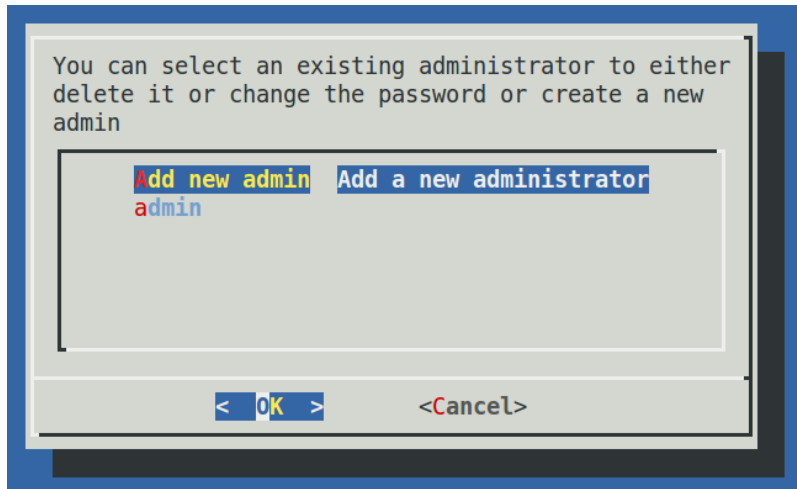 You can select an existing administrator to either
delete it or change the password or create a new
admin
Add new admin  Add a new administrator
admin
<  OK  >  <Cancel>